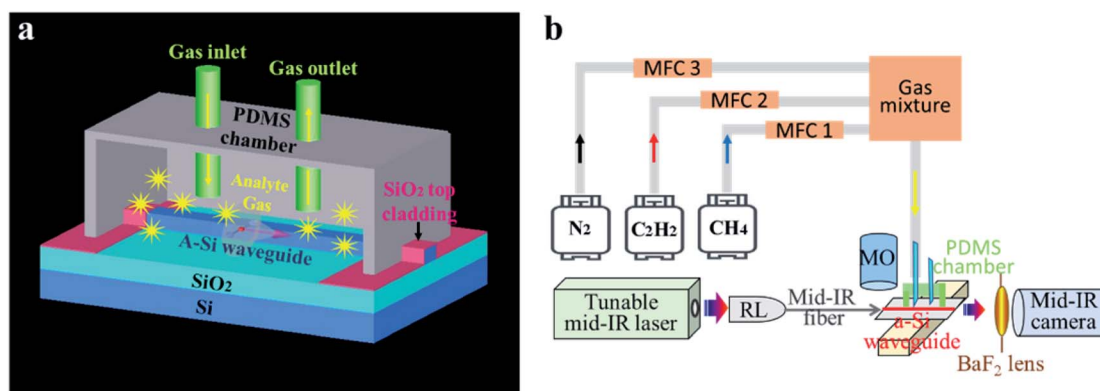 a
Gas inlet
Gas outlet
PDMS
chamber
Analyte
Gas
SiO₂ top
cladding
A-Si waveguide
SiO₂
Si
b
MFC 3
MFC 2
MFC 1
Gas
mixture
N₂
C₂H₂
CH₄
MO
PDMS
chamber
Tunable
mid-IR laser
RL
Mid-IR
fiber
a-Si
waveguide
Mid-IR
camera
BaF₂ lens